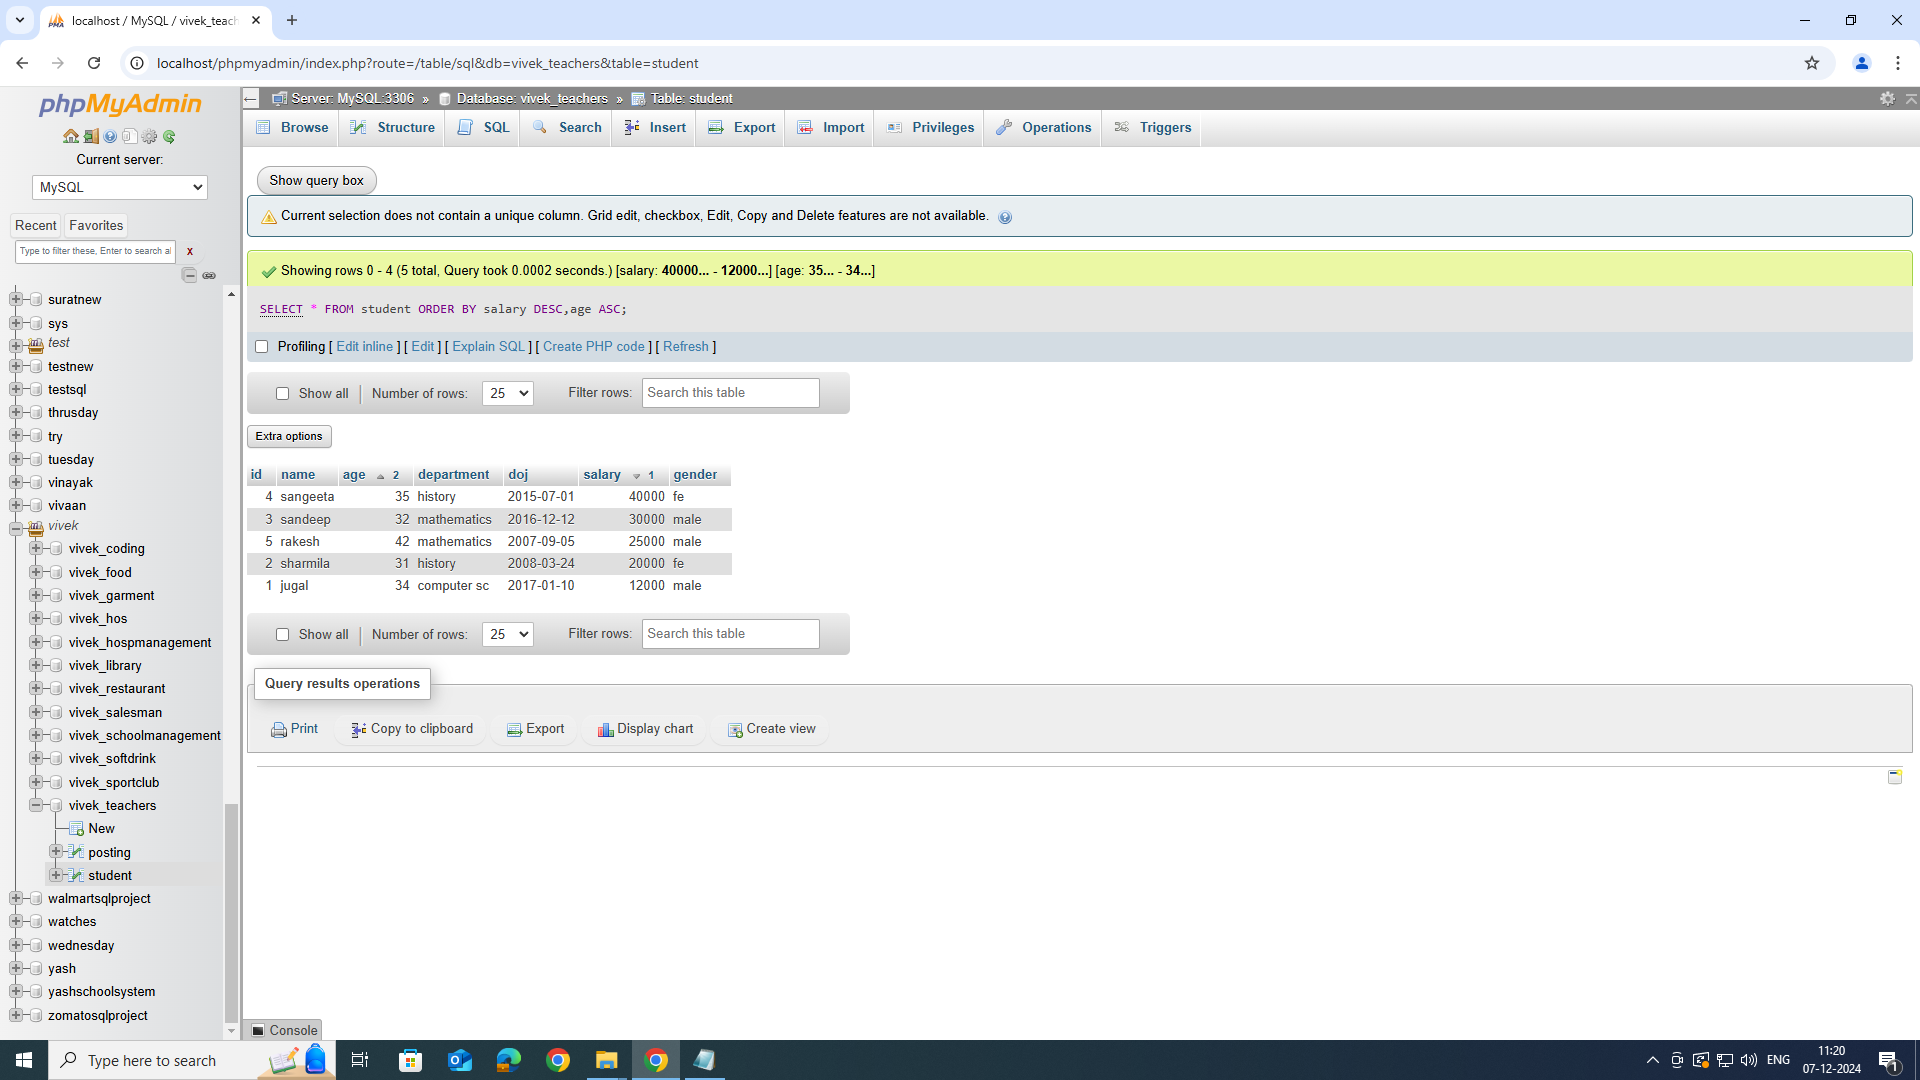 localhost / MySQL / vivek_teach
localhost/phpmyadmin/index.php?route=/table/sql&db=vivek_teachers&table=student
phpMyAdmin
Current server:
MySQL
Recent Favorites
Type to filter these, Enter to search al X
suratnew
sys
test
testnew
testsql
thrusday
try
tuesday
vinayak
vivaan
vivek
vivek_coding
vivek_food
vivek_garment
vivek_hos
vivek_hospmanagement
vivek_library
vivek_restaurant
vivek_salesman
vivek_schoolmanagement
vivek_softdrink
vivek_sportclub
vivek_teachers
New
posting
student
walmartsqlproject
watches
wednesday
yash
yashschoolsystem
zomatosqlproject
Server: MySQL:3306 » Database: vivek_teachers » Table: student
Browse Structure SQL Search Insert Export Import Privileges Operations Triggers
Show query box
Current selection does not contain a unique column. Grid edit, checkbox, Edit, Copy and Delete features are not available.
Showing rows 0 - 4 (5 total, Query took 0.0002 seconds.) [salary: 40000... - 12000...] [age: 35... - 34...]
SELECT * FROM student ORDER BY salary DESC,age ASC;
Profiling [ Edit inline ] [ Edit ] [ Explain SQL ] [ Create PHP code ] [ Refresh ]
Show all Number of rows: 25 Filter rows: Search this table
Extra options
id name age 2 department doj salary 1 gender
4 sangeeta 35 history 2015-07-01 40000 fe
3 sandeep 32 mathematics 2016-12-12 30000 male
5 rakesh 42 mathematics 2007-09-05 25000 male
2 sharmila 31 history 2008-03-24 20000 fe
1 jugal 34 computer sc 2017-01-10 12000 male
Show all Number of rows: 25 Filter rows: Search this table
Query results operations
Print Copy to clipboard Export Display chart Create view
Console
Type here to search
ENG
11:20
07-12-2024
1